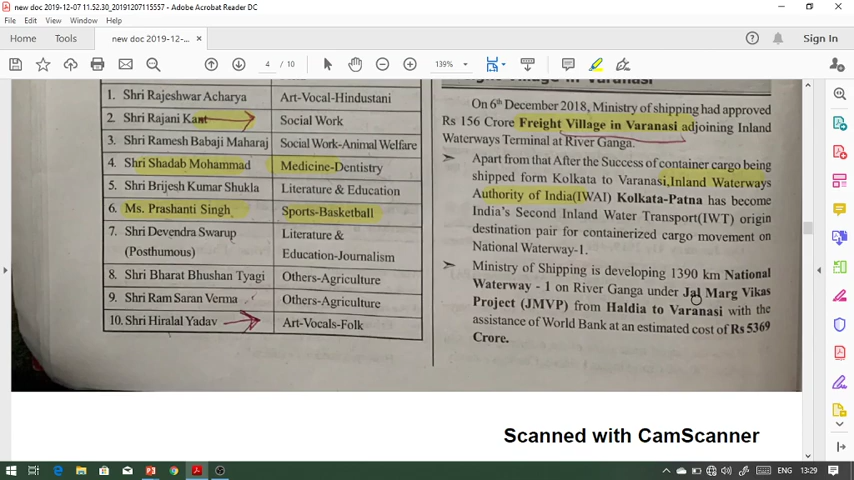 new doc 2019-12-07 11.52.30_20191207115557 - Adobe Acrobat Reader DC
File Edit View Window Help
Home Tools new doc 2019-12-... × Sign In
4 / 10 139%
1. Shri Rajeshwar Acharya Art-Vocal-Hindustani
2. Shri Rajani Kant Social Work
3. Shri Ramesh Babaji Maharaj Social Work-Animal Welfare
4. Shri Shadab Mohammad Medicine-Dentistry
5. Shri Brijesh Kumar Shukla Literature & Education
6. Ms. Prashanti Singh Sports-Basketball
7. Shri Devendra Swarup Literature &
(Posthumous) Education-Journalism
8. Shri Bharat Bhushan Tyagi Others-Agriculture
9. Shri Ram Saran Verma Others-Agriculture
10. Shri Hiralal Yadav Art-Vocals-Folk
Village in Varanasi
On 6th December 2018, Ministry of shipping had approved
Rs 156 Crore Freight Village in Varanasi adjoining Inland
Waterways Terminal at River Ganga.
➤ Apart from that After the Success of container cargo being
shipped form Kolkata to Varanasi,Inland Waterways
Authority of India(IWAI) Kolkata-Patna has become
India's Second Inland Water Transport(IWT) origin
destination pair for containerized cargo movement on
National Waterway-1.
➤ Ministry of Shipping is developing 1390 km National
Waterway - 1 on River Ganga under Jal Marg Vikas
Project (JMVP) from Haldia to Varanasi with the
assistance of World Bank at an estimated cost of Rs 5369
Crore.
Scanned with CamScanner
ENG 13:29